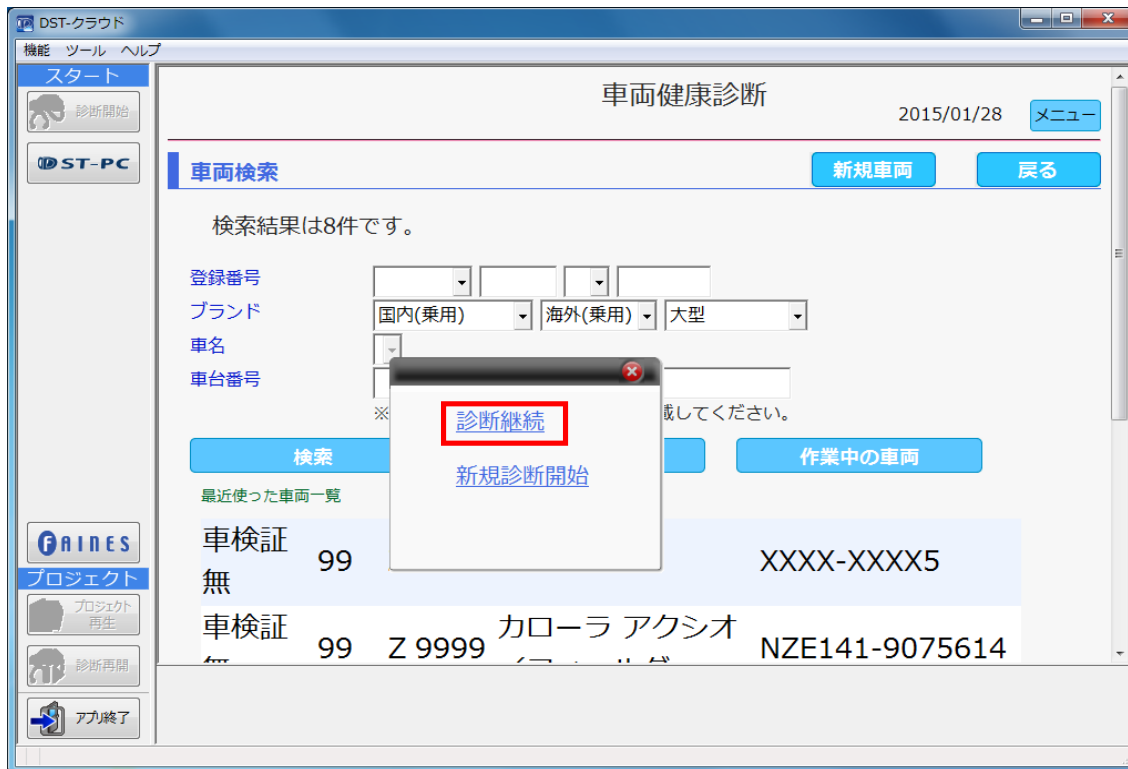 DST-クラウド
機能 ツール ヘルプ
スタート
診断開始
DST-PC
車両健康診断
2015/01/28
メニュー
車両検索
新規車両
戻る
検索結果は8件です。
登録番号
ブランド
国内(乗用)
海外(乗用)
大型
車名
車台番号
※
載してください。
診断継続
新規診断開始
検索
作業中の車両
最近使った車両一覧
車検証
無
99
XXXX-XXXX5
車検証
99
Z 9999
カローラ アクシオ
NZE141-9075614
FAINES
プロジェクト
プロジェクト
再生
診断再開
アプリ終了